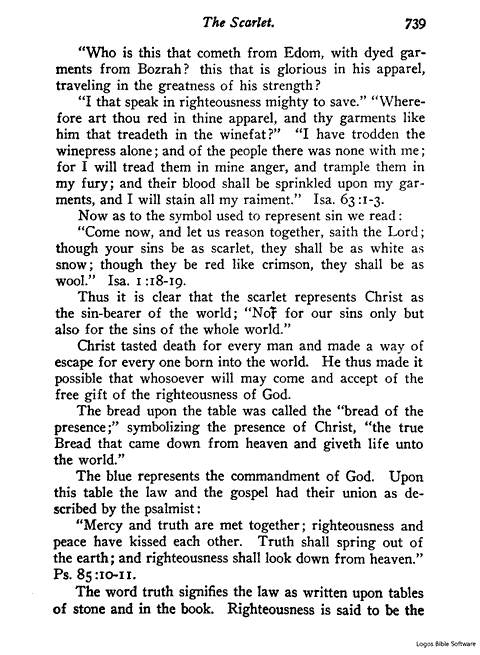 The Scarlet. 739
"Who is this that cometh from Edom, with dyed gar-
ments from Bozrah? this that is glorious in his apparel,
traveling in the greatness of his strength?
"I that speak in righteousness mighty to save." "Where-
fore art thou red in thine apparel, and thy garments like
him that treadeth in the winefat?" "I have trodden the
winepress alone; and of the people there was none with me;
for I will tread them in mine anger, and trample them in
my fury; and their blood shall be sprinkled upon my gar-
ments, and I will stain all my raiment." Isa. 63:1-3.
Now as to the symbol used to represent sin we read:
"Come now, and let us reason together, saith the Lord;
though your sins be as scarlet, they shall be as white as
snow; though they be red like crimson, they shall be as
wool." Isa. 1:18-19.
Thus it is clear that the scarlet represents Christ as
the sin-bearer of the world; "Not for our sins only but
also for the sins of the whole world."
Christ tasted death for every man and made a way of
escape for every one born into the world. He thus made it
possible that whosoever will may come and accept of the
free gift of the righteousness of God.
The bread upon the table was called the "bread of the
presence;" symbolizing the presence of Christ, "the true
Bread that came down from heaven and giveth life unto
the world."
The blue represents the commandment of God. Upon
this table the law and the gospel had their union as de-
scribed by the psalmist:
"Mercy and truth are met together; righteousness and
peace have kissed each other. Truth shall spring out of
the earth; and righteousness shall look down from heaven."
Ps. 85:10-11.
The word truth signifies the law as written upon tables
of stone and in the book. Righteousness is said to be the
Logos Bible Software